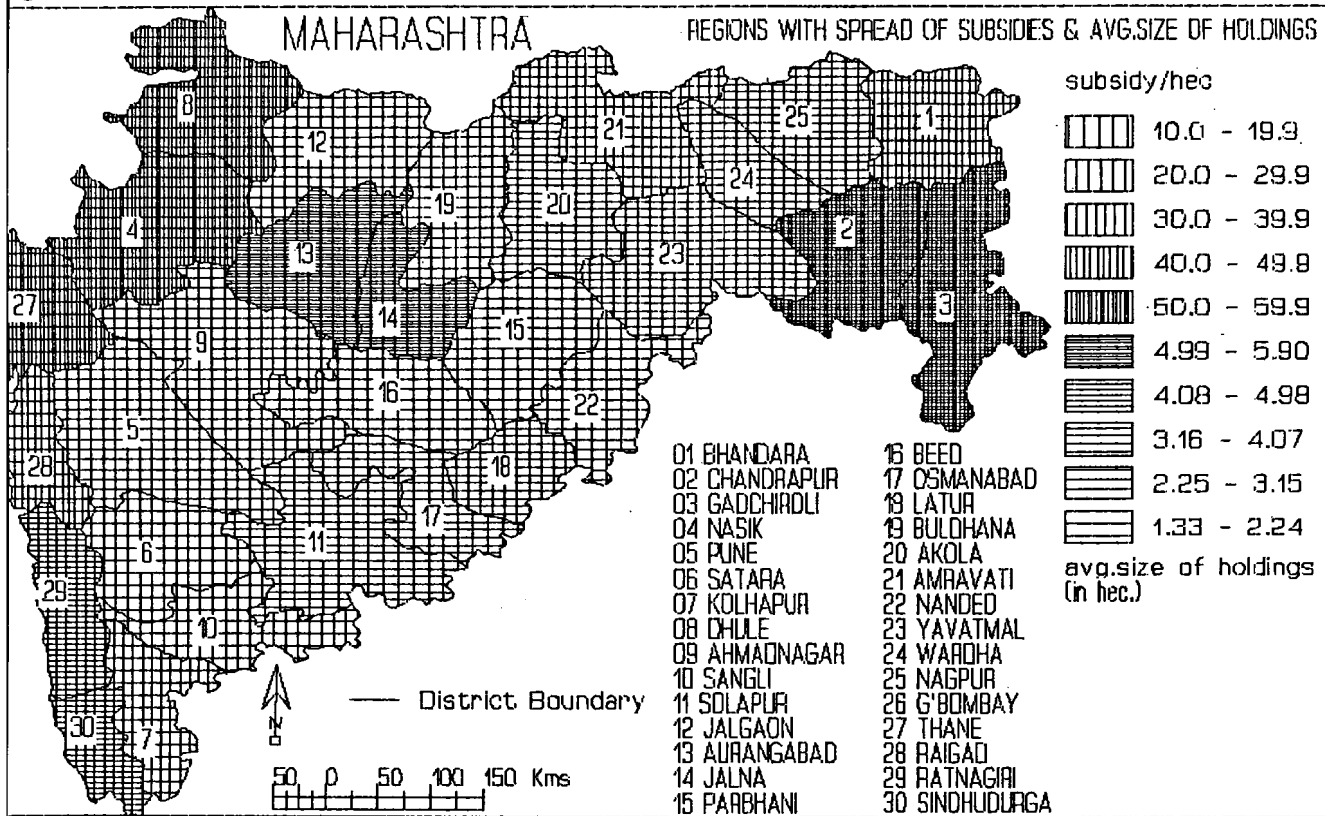 MAHARASHTRA
REGIONS WITH SPREAD OF SUBSIDIES & AVG.SIZE OF HOLDINGS
subsidy/hec
10.0 - 19.9
20.0 - 29.9
30.0 - 39.9
40.0 - 49.9
50.0 - 59.9
4.99 - 5.90
4.08 - 4.98
3.16 - 4.07
2.25 - 3.15
1.33 - 2.24
avg.size of holdings
(in hec.)
8
12
21
25
1
19
20
24
4
13
23
2
27
14
15
3
9
16
22
5
28
18
17
6
11
29
10
30
7
01 BHANDARA
02 CHANDRAPUR
03 GADCHIROLI
04 NASIK
05 PUNE
06 SATARA
07 KOLHAPUR
08 DHULE
09 AHMADNAGAR
10 SANGLI
11 SOLAPUR
12 JALGAON
13 AURANGABAD
14 JALNA
15 PARBHANI
16 BEED
17 OSMANABAD
18 LATUR
19 BULDHANA
20 AKOLA
21 AMRAVATI
22 NANDED
23 YAVATMAL
24 WARDHA
25 NAGPUR
26 G'BOMBAY
27 THANE
28 RAIGAD
29 RATNAGIRI
30 SINDHUDURGA
District Boundary
N
50 0 50 100 150 Kms